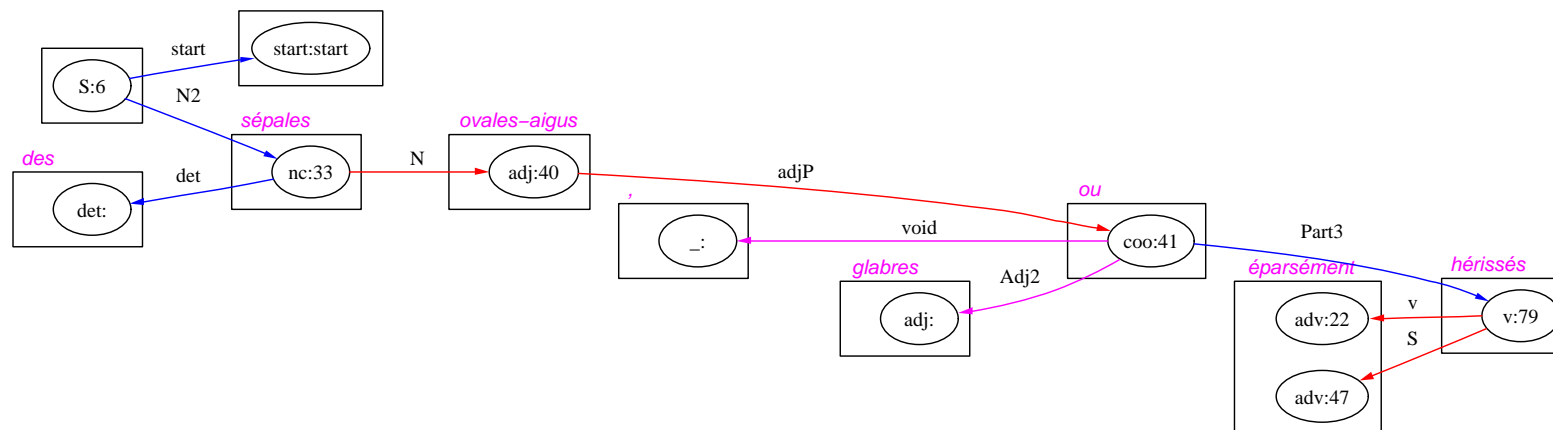 start
start:start
S:6
N2
sépales
ovales-aigus
des
nc:33
N
adj:40
det
adjP
,
ou
det:
void
_:
coo:41
Part3
glabres
Adj2
éparsément
hérissés
adj:
adv:22
v
v:79
S
adv:47